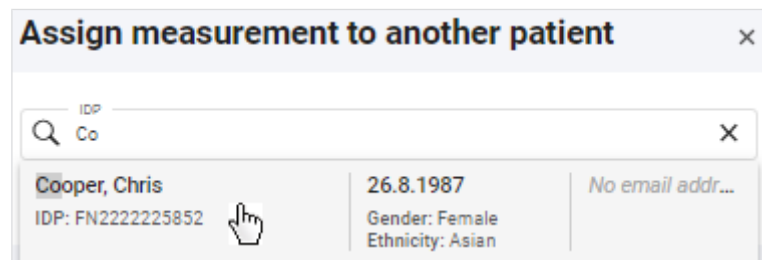 Assign measurement to another patient
IDP
Co
Cooper, Chris
IDP: FN2222225852
26.8.1987
Gender: Female
Ethnicity: Asian
No email addr...